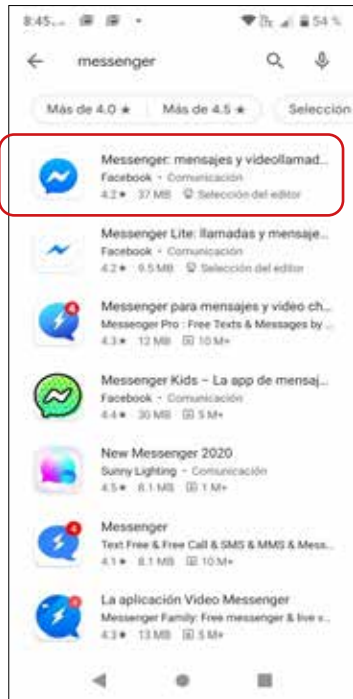 8:45
54 %
messenger
Más de 4.0 ★
Más de 4.5 ★
Selección
Messenger: mensajes y videollamad...
Facebook • Comunicación
4.2 ★ 37 MB Selección del editor
Messenger Lite: llamadas y mensaje...
Facebook • Comunicación
4.2 ★ 9.5 MB Selección del editor
4
Messenger para mensajes y video ch...
Messenger Pro : Free Texts & Messages by ...
4.3 ★ 12 MB 10 M+
Messenger Kids – La app de mensaj...
Facebook • Comunicación
4.4 ★ 30 MB 5 M+
New Messenger 2020
Sunny Lighting • Comunicación
4.5 ★ 8.1 MB 1 M+
Messenger
Text Free & Free Call & SMS & MMS & Mess...
4.1 ★ 8.1 MB 10 M+
La aplicación Video Messenger
Messenger Family: Free messenger & live v...
4.3 ★ 13 MB 5 M+